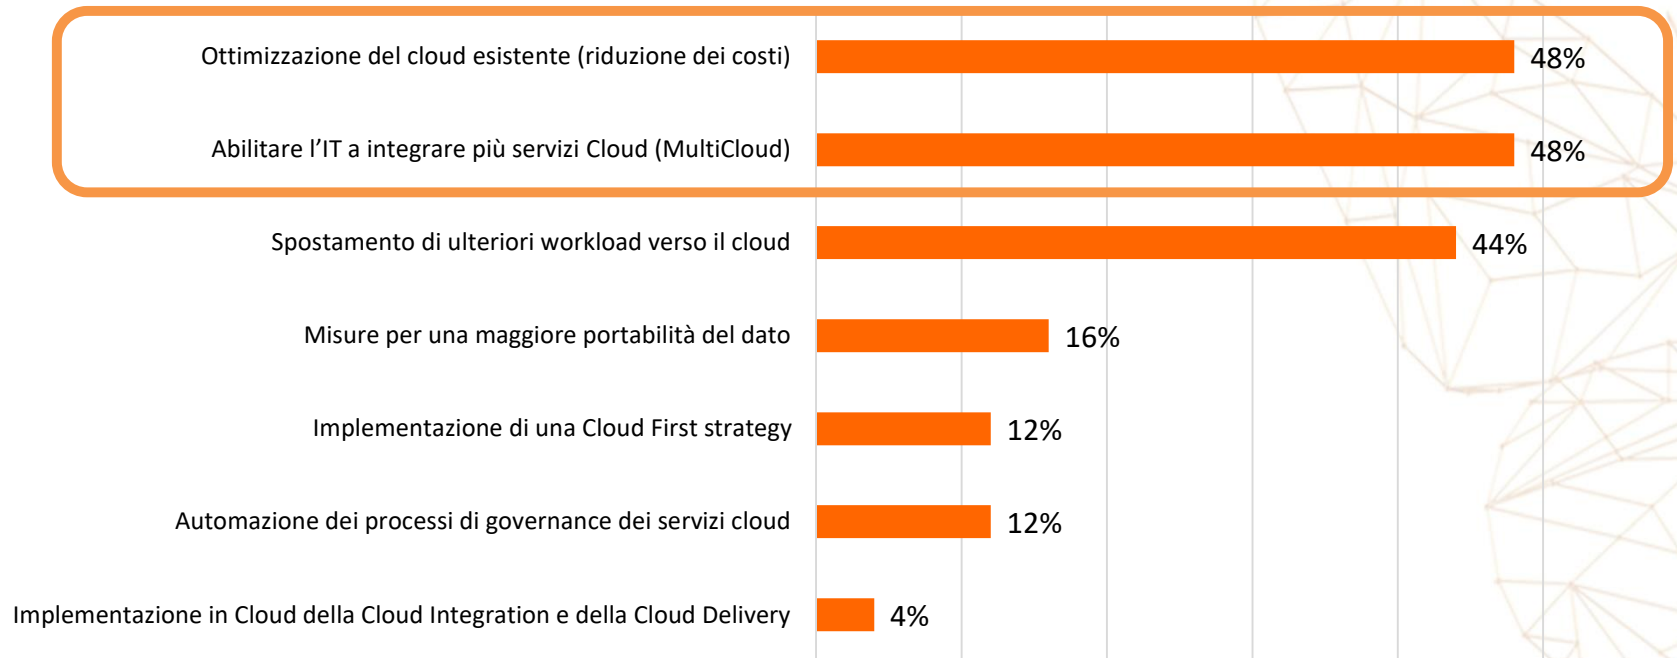 Ottimizzazione del cloud esistente (riduzione dei costi) 48%
Abilitare l’IT a integrare più servizi Cloud (MultiCloud) 48%
Spostamento di ulteriori workload verso il cloud 44%
Misure per una maggiore portabilità del dato 16%
Implementazione di una Cloud First strategy 12%
Automazione dei processi di governance dei servizi cloud 12%
Implementazione in Cloud della Cloud Integration e della Cloud Delivery 4%